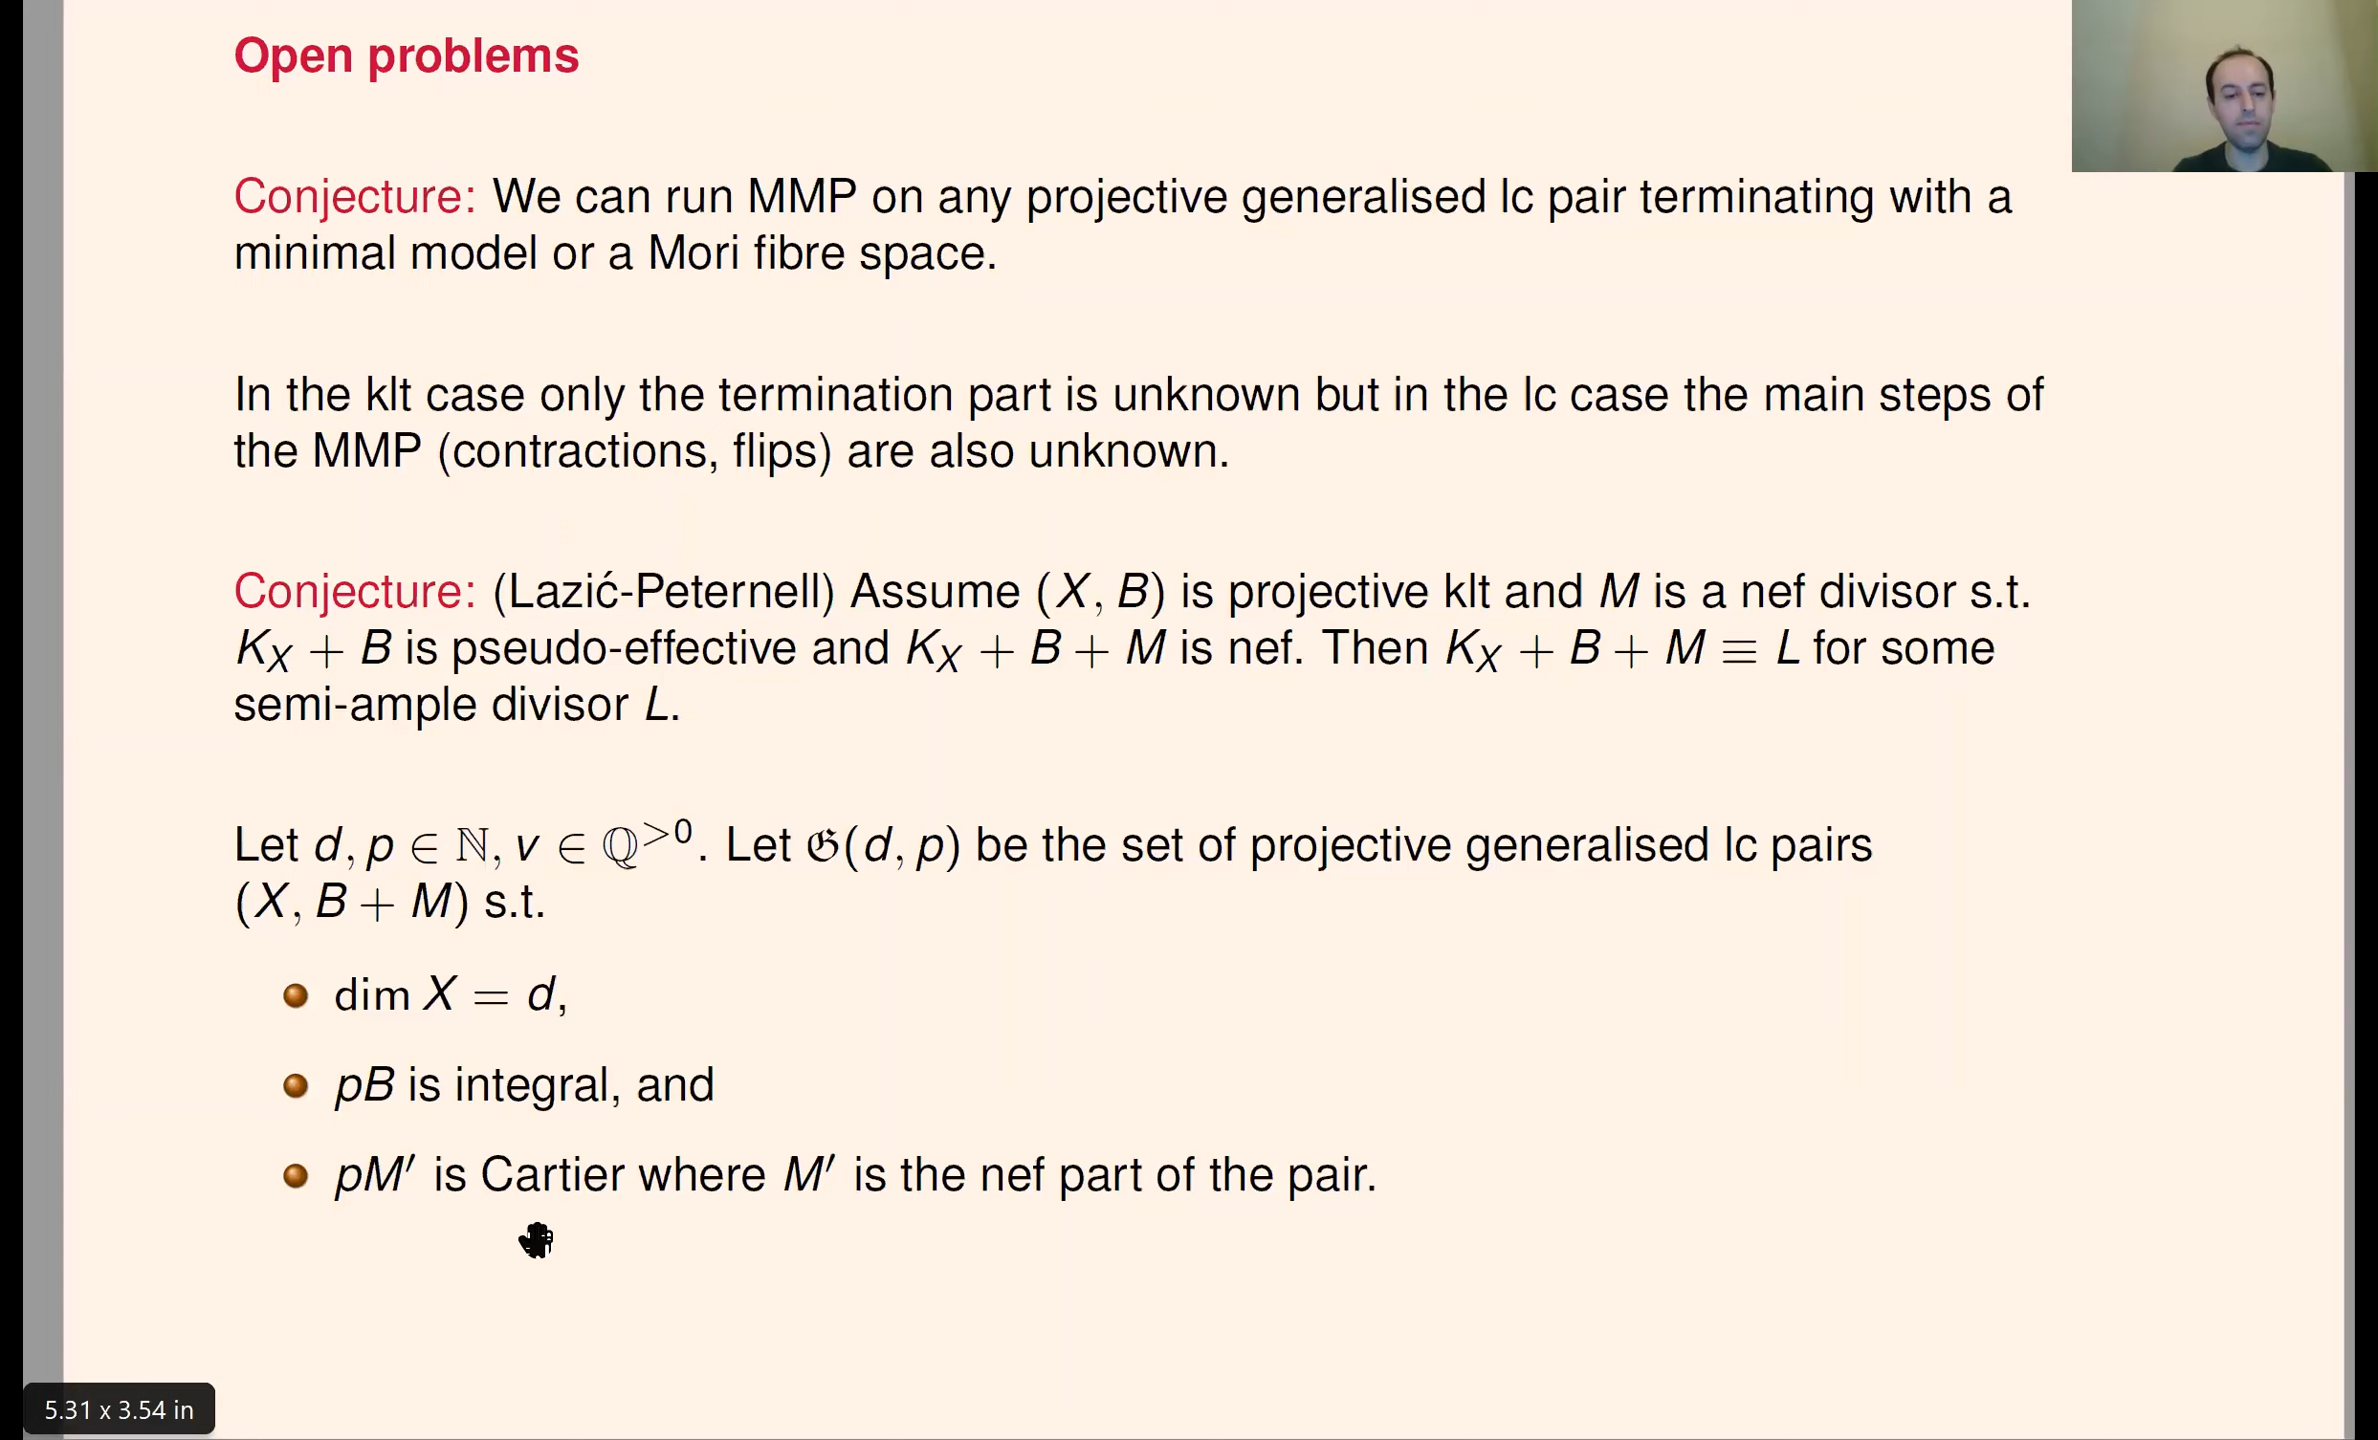 Open problems
Conjecture: We can run MMP on any projective generalised lc pair terminating with a
minimal model or a Mori fibre space.
In the klt case only the termination part is unknown but in the lc case the main steps of
the MMP (contractions, flips) are also unknown.
Conjecture: (Lazić-Peternell) Assume (X, B) is projective klt and M is a nef divisor s.t.
K_X + B is pseudo-effective and K_X + B + M is nef. Then K_X + B + M ≡ L for some
semi-ample divisor L.
Let d, p ∈ ℕ, v ∈ ℚ^{>0}. Let 𝔊(d, p) be the set of projective generalised lc pairs
(X, B + M) s.t.
• dim X = d,
• pB is integral, and
• pM′ is Cartier where M′ is the nef part of the pair.
5.31 x 3.54 in